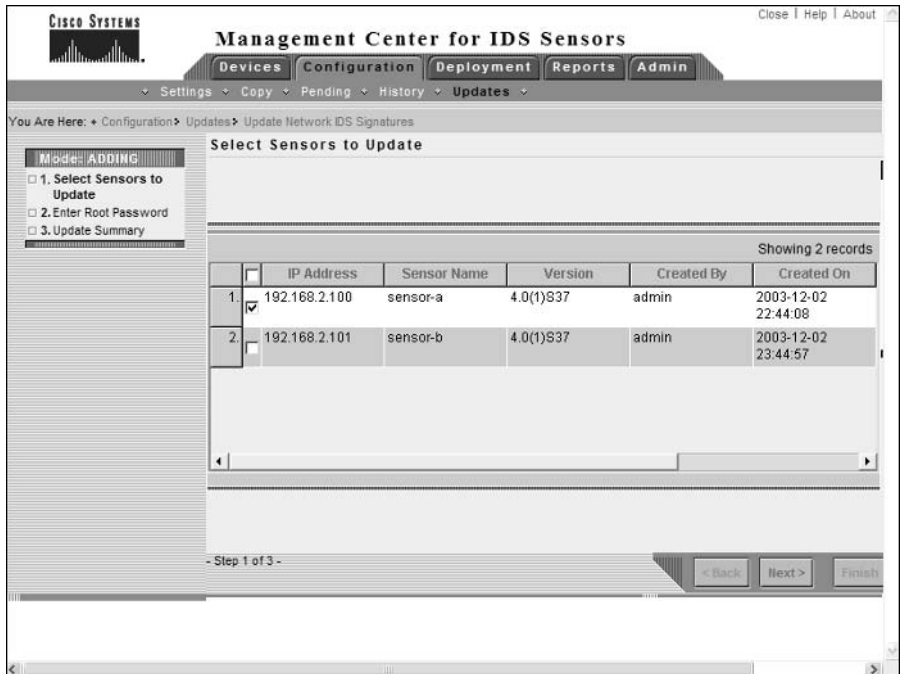 Close | Help | About
CISCO SYSTEMS
Management Center for IDS Sensors
Devices Configuration Deployment Reports Admin
Settings Copy Pending History Updates
You Are Here: • Configuration> Updates> Update Network IDS Signatures
Mode: ADDING
1. Select Sensors to
Update
2. Enter Root Password
3. Update Summary
Select Sensors to Update
Showing 2 records
IP Address Sensor Name Version Created By Created On
1. 192.168.2.100 sensor-a 4.0(1)S37 admin 2003-12-02
22:44:08
2. 192.168.2.101 sensor-b 4.0(1)S37 admin 2003-12-02
23:44:57
- Step 1 of 3 -
< Back Next > Finish